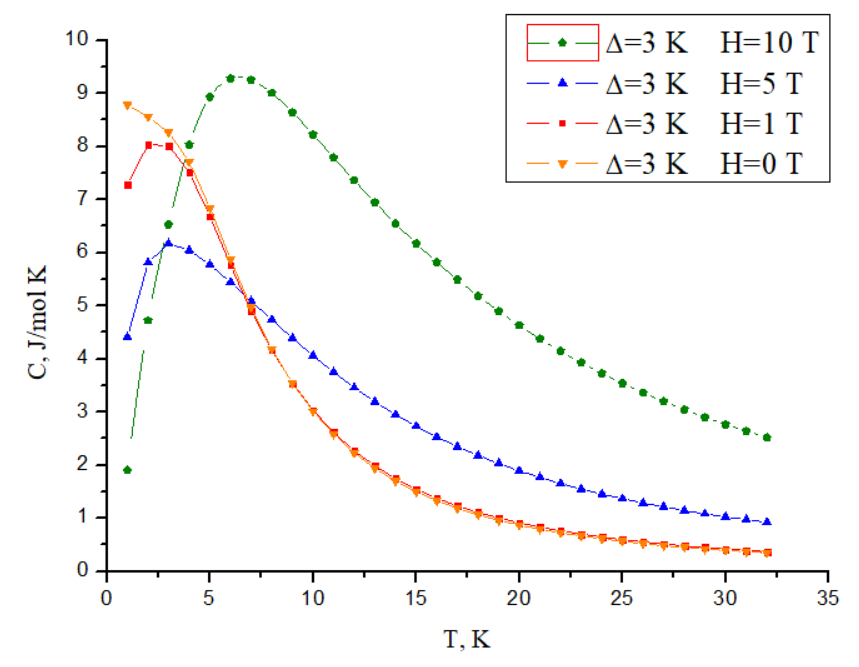 Δ=3 K H=10 T
Δ=3 K H=5 T
Δ=3 K H=1 T
Δ=3 K H=0 T
10
9
8
7
6
5
4
3
2
1
0
C, J/mol K
0 5 10 15 20 25 30 35
T, K